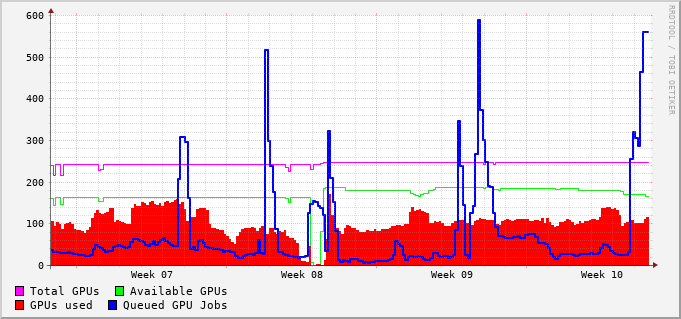 600
500
400
300
200
100
0
Week 07 Week 08 Week 09 Week 10
Total GPUs Available GPUs
GPUs used Queued GPU Jobs
RRDTOOL / TOBI OETIKER